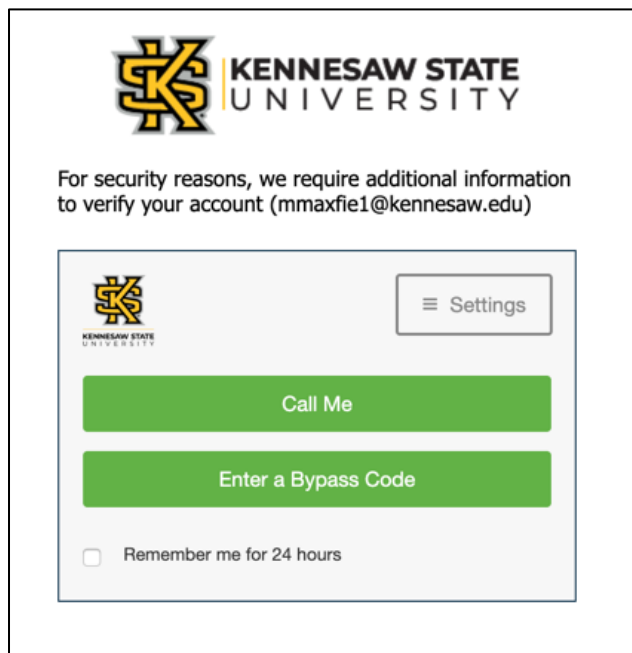 KENNESAW STATE
UNIVERSITY
For security reasons, we require additional information
to verify your account (mmaxfie1@kennesaw.edu)
KENNESAW STATE
UNIVERSITY
≡ Settings
Call Me
Enter a Bypass Code
Remember me for 24 hours